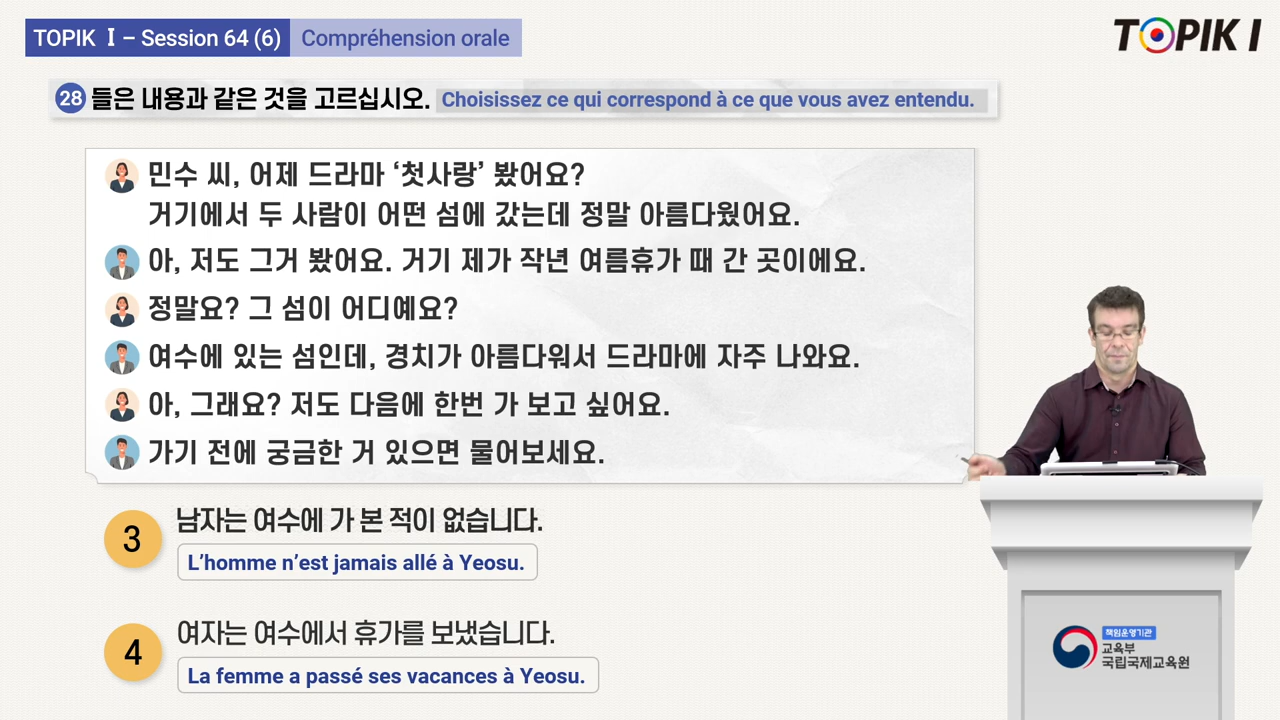 TOPIK Ⅰ – Session 64 (6) Compréhension orale
TOPIK I
28 들은 내용과 같은 것을 고르십시오. Choisissez ce qui correspond à ce que vous avez entendu.
민수 씨, 어제 드라마 ‘첫사랑’ 봤어요?
거기에서 두 사람이 어떤 섬에 갔는데 정말 아름다웠어요.
아, 저도 그거 봤어요. 거기 제가 작년 여름휴가 때 간 곳이에요.
정말요? 그 섬이 어디예요?
여수에 있는 섬인데, 경치가 아름다워서 드라마에 자주 나와요.
아, 그래요? 저도 다음에 한번 가 보고 싶어요.
가기 전에 궁금한 거 있으면 물어보세요.
3 남자는 여수에 가 본 적이 없습니다.
L’homme n’est jamais allé à Yeosu.
4 여자는 여수에서 휴가를 보냈습니다.
La femme a passé ses vacances à Yeosu.
책임운영기관
교육부
국립국제교육원